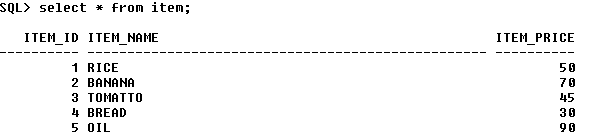 SQL> select * from item;
ITEM_ID ITEM_NAME ITEM_PRICE
---------- -------------------------------------------------- ----------
1 RICE 50
2 BANANA 70
3 TOMATTO 45
4 BREAD 30
5 OIL 90